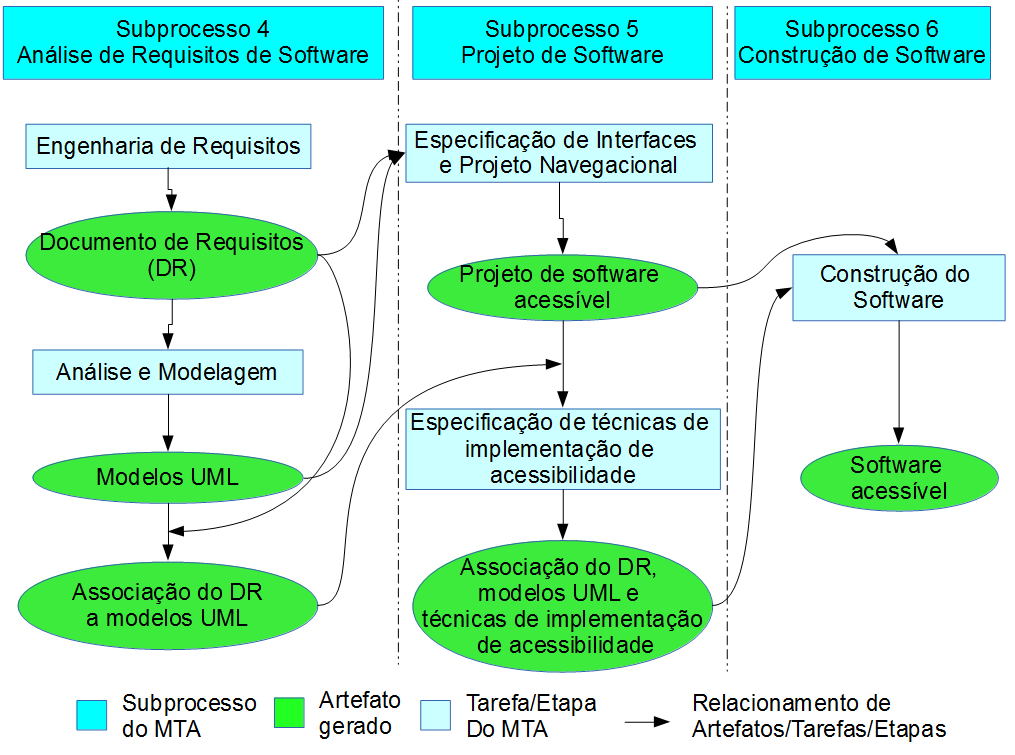 Subprocesso 4
Análise de Requisitos de Software
Subprocesso 5
Projeto de Software
Subprocesso 6
Construção de Software
Engenharia de Requisitos
Documento de Requisitos
(DR)
Análise e Modelagem
Modelos UML
Associação do DR
a modelos UML
Especificação de Interfaces
e Projeto Navegacional
Projeto de software
acessível
Especificação de técnicas de
implementação de
acessibilidade
Associação do DR,
modelos UML e
técnicas de implementação
de acessibilidade
Construção do
Software
Software
acessível
Subprocesso
do MTA
Artefato
gerado
Tarefa/Etapa
Do MTA
Relacionamento de
Artefatos/Tarefas/Etapas